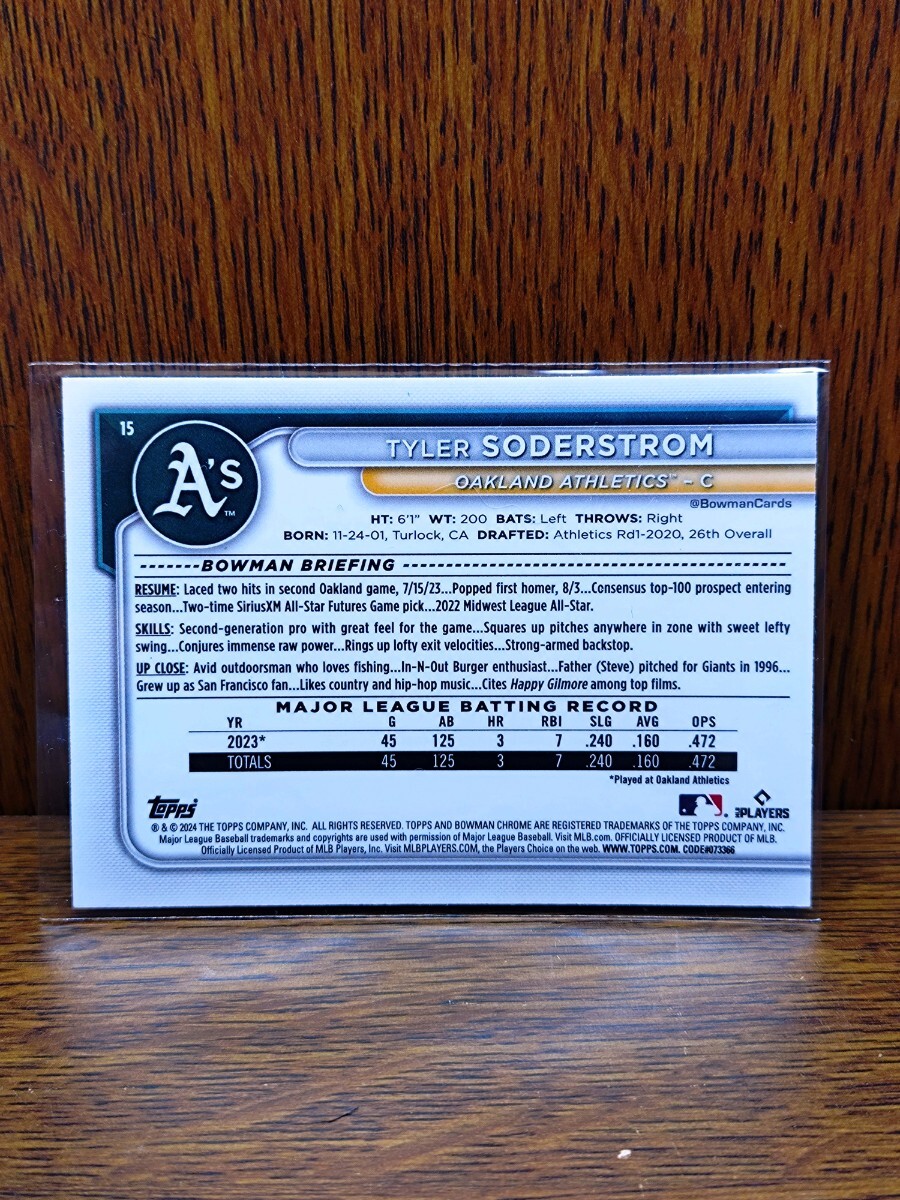 15
A's™
TYLER SODERSTROM
OAKLAND ATHLETICS™ – C
@BowmanCards
HT: 6'1" WT: 200 BATS: Left THROWS: Right
BORN: 11-24-01, Turlock, CA DRAFTED: Athletics Rd1-2020, 26th Overall
BOWMAN BRIEFING
RESUME: Laced two hits in second Oakland game, 7/15/23...Popped first homer, 8/3...Consensus top-100 prospect entering
season...Two-time SiriusXM All-Star Futures Game pick...2022 Midwest League All-Star.
SKILLS: Second-generation pro with great feel for the game...Squares up pitches anywhere in zone with sweet lefty
swing...Conjures immense raw power...Rings up lofty exit velocities...Strong-armed backstop.
UP CLOSE: Avid outdoorsman who loves fishing...In-N-Out Burger enthusiast...Father (Steve) pitched for Giants in 1996...
Grew up as San Francisco fan...Likes country and hip-hop music...Cites Happy Gilmore among top films.
MAJOR LEAGUE BATTING RECORD
YR G AB HR RBI SLG AVG OPS
2023* 45 125 3 7 .240 .160 .472
TOTALS 45 125 3 7 .240 .160 .472
*Played at Oakland Athletics
topps
PLAYERS
® & © 2024 THE TOPPS COMPANY, INC. ALL RIGHTS RESERVED. TOPPS AND BOWMAN CHROME ARE REGISTERED TRADEMARKS OF THE TOPPS COMPANY, INC.
Major League Baseball trademarks and copyrights are used with permission of Major League Baseball. Visit MLB.com. OFFICIALLY LICENSED PRODUCT OF MLB.
Officially Licensed Product of MLB Players, Inc. Visit MLBPLAYERS.COM, the Players Choice on the web. WWW.TOPPS.COM. CODE#073366